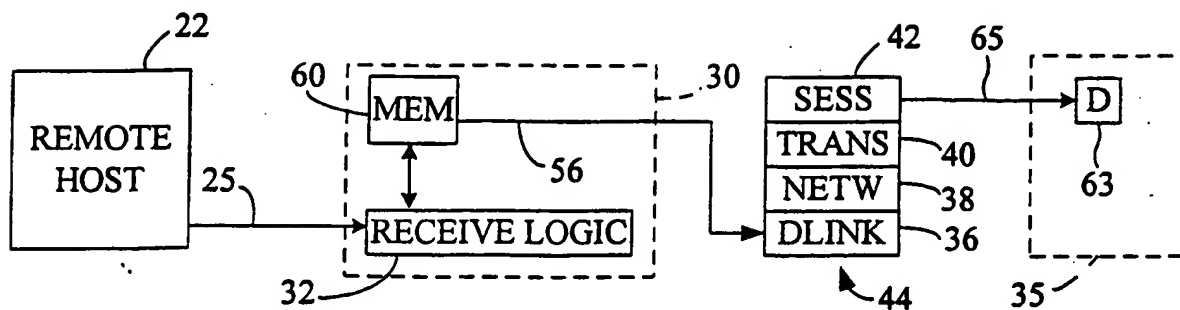 22
REMOTE
HOST
25
60
MEM
30
56
RECEIVE LOGIC
32
42
SESS
TRANS
40
NETW
38
DLINK
36
44
65
D
63
35